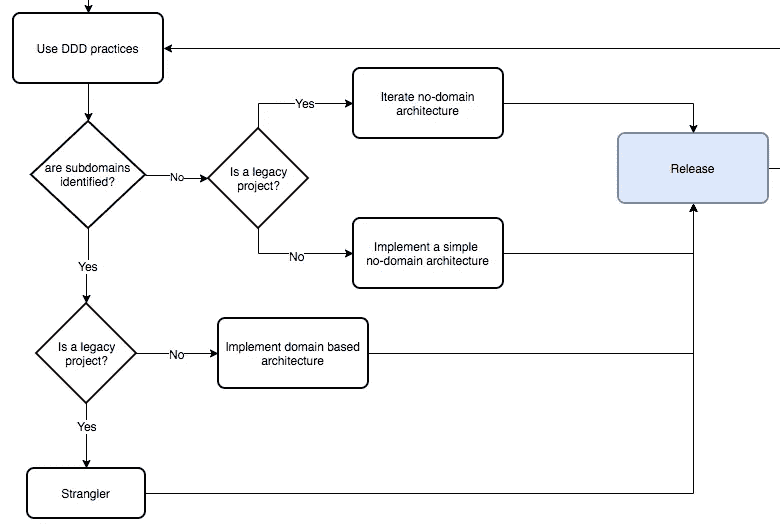 Use DDD practices
Yes
Iterate no-domain
architecture
are subdomains
identified?
No
Is a legacy
project?
Release
No
Implement a simple
no-domain architecture
Yes
Is a legacy
project?
No
Implement domain based
architecture
Yes
Strangler